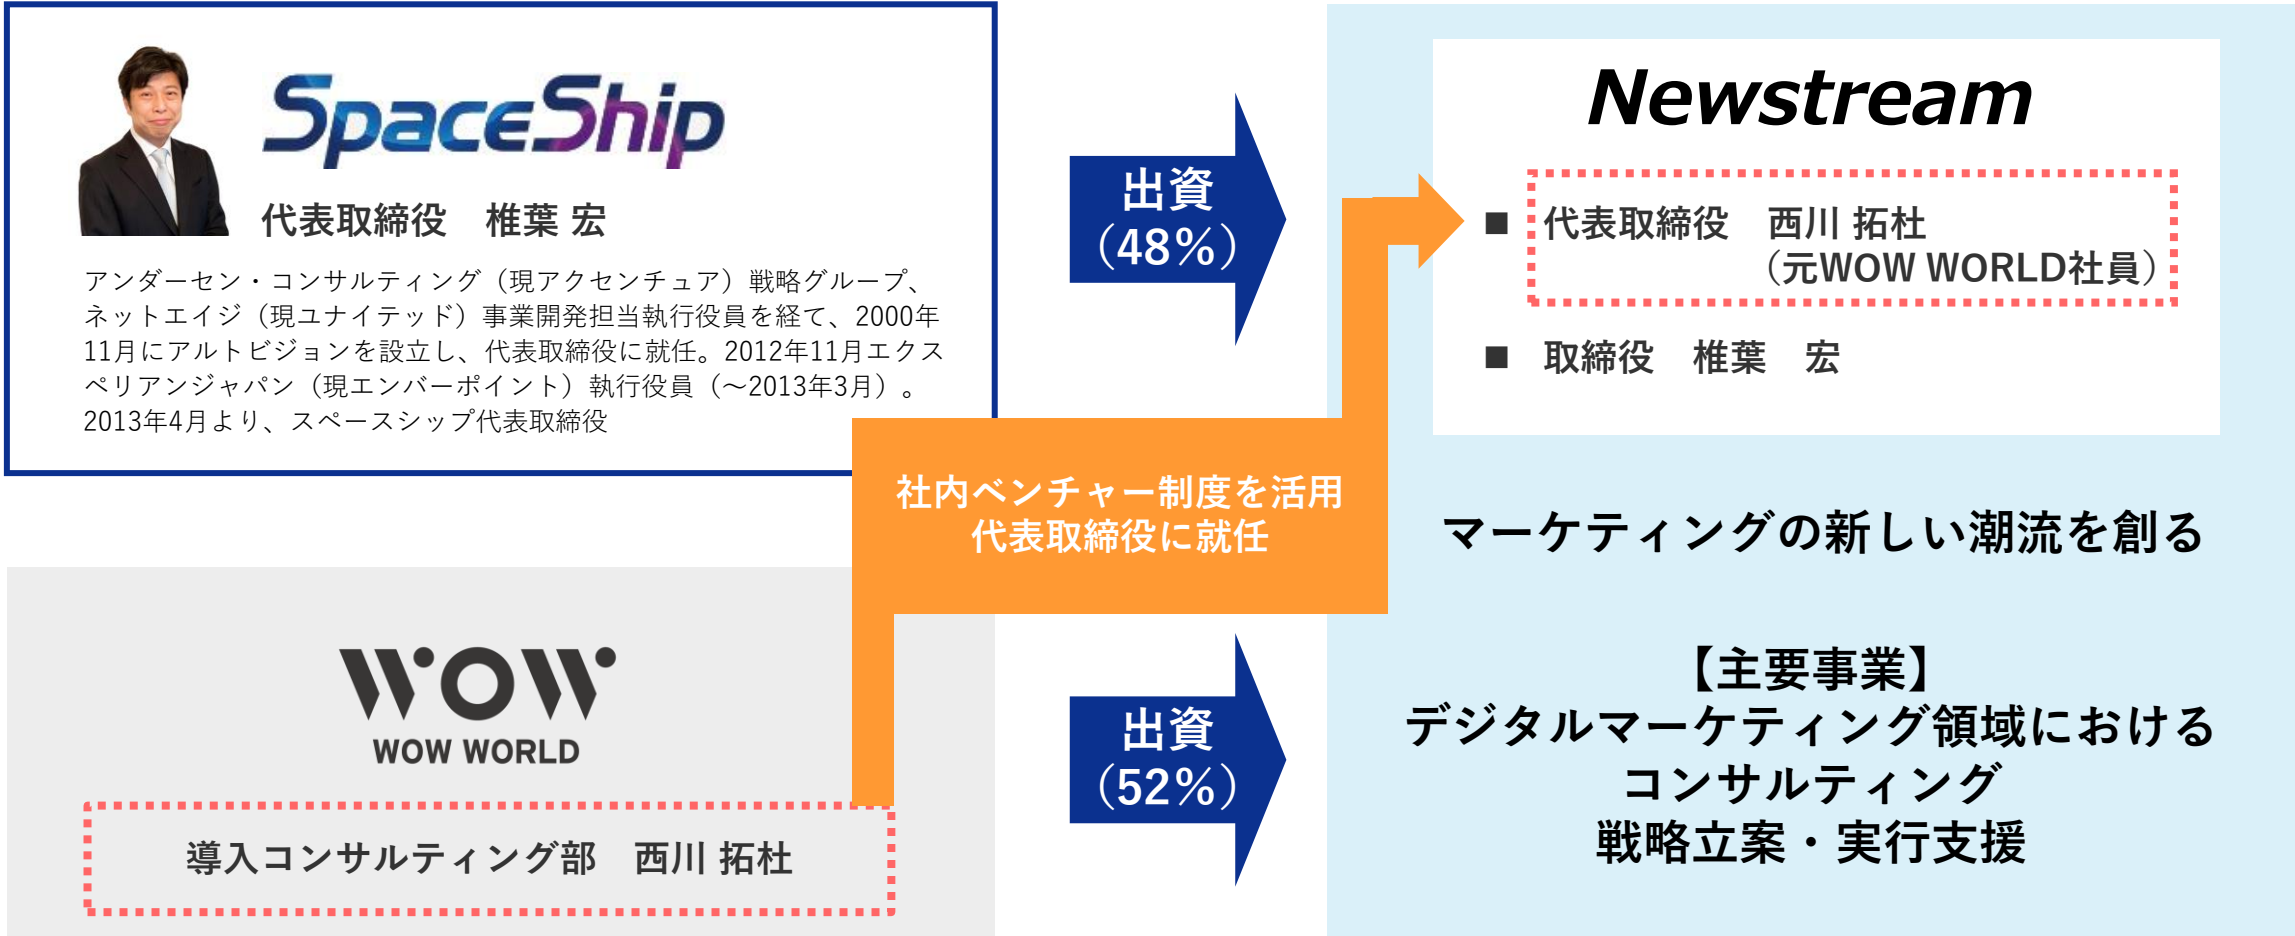 SpaceShip
代表取締役　椎葉 宏
アンダーセン・コンサルティング（現アクセンチュア）戦略グループ、
ネットエイジ（現ユナイテッド）事業開発担当執行役員を経て、2000年
11月にアルトビジョンを設立し、代表取締役に就任。2012年11月エクス
ペリアンジャパン（現エンバーポイント）執行役員（～2013年3月）。
2013年4月より、スペースシップ代表取締役
WOW
WOW WORLD
導入コンサルティング部　西川 拓杜
社内ベンチャー制度を活用
代表取締役に就任
出資
（48％）
出資
（52％）
Newstream
■ 代表取締役　西川 拓杜
（元WOW WORLD社員）
■ 取締役　椎葉　宏
マーケティングの新しい潮流を創る
【主要事業】
デジタルマーケティング領域における
コンサルティング
戦略立案・実行支援